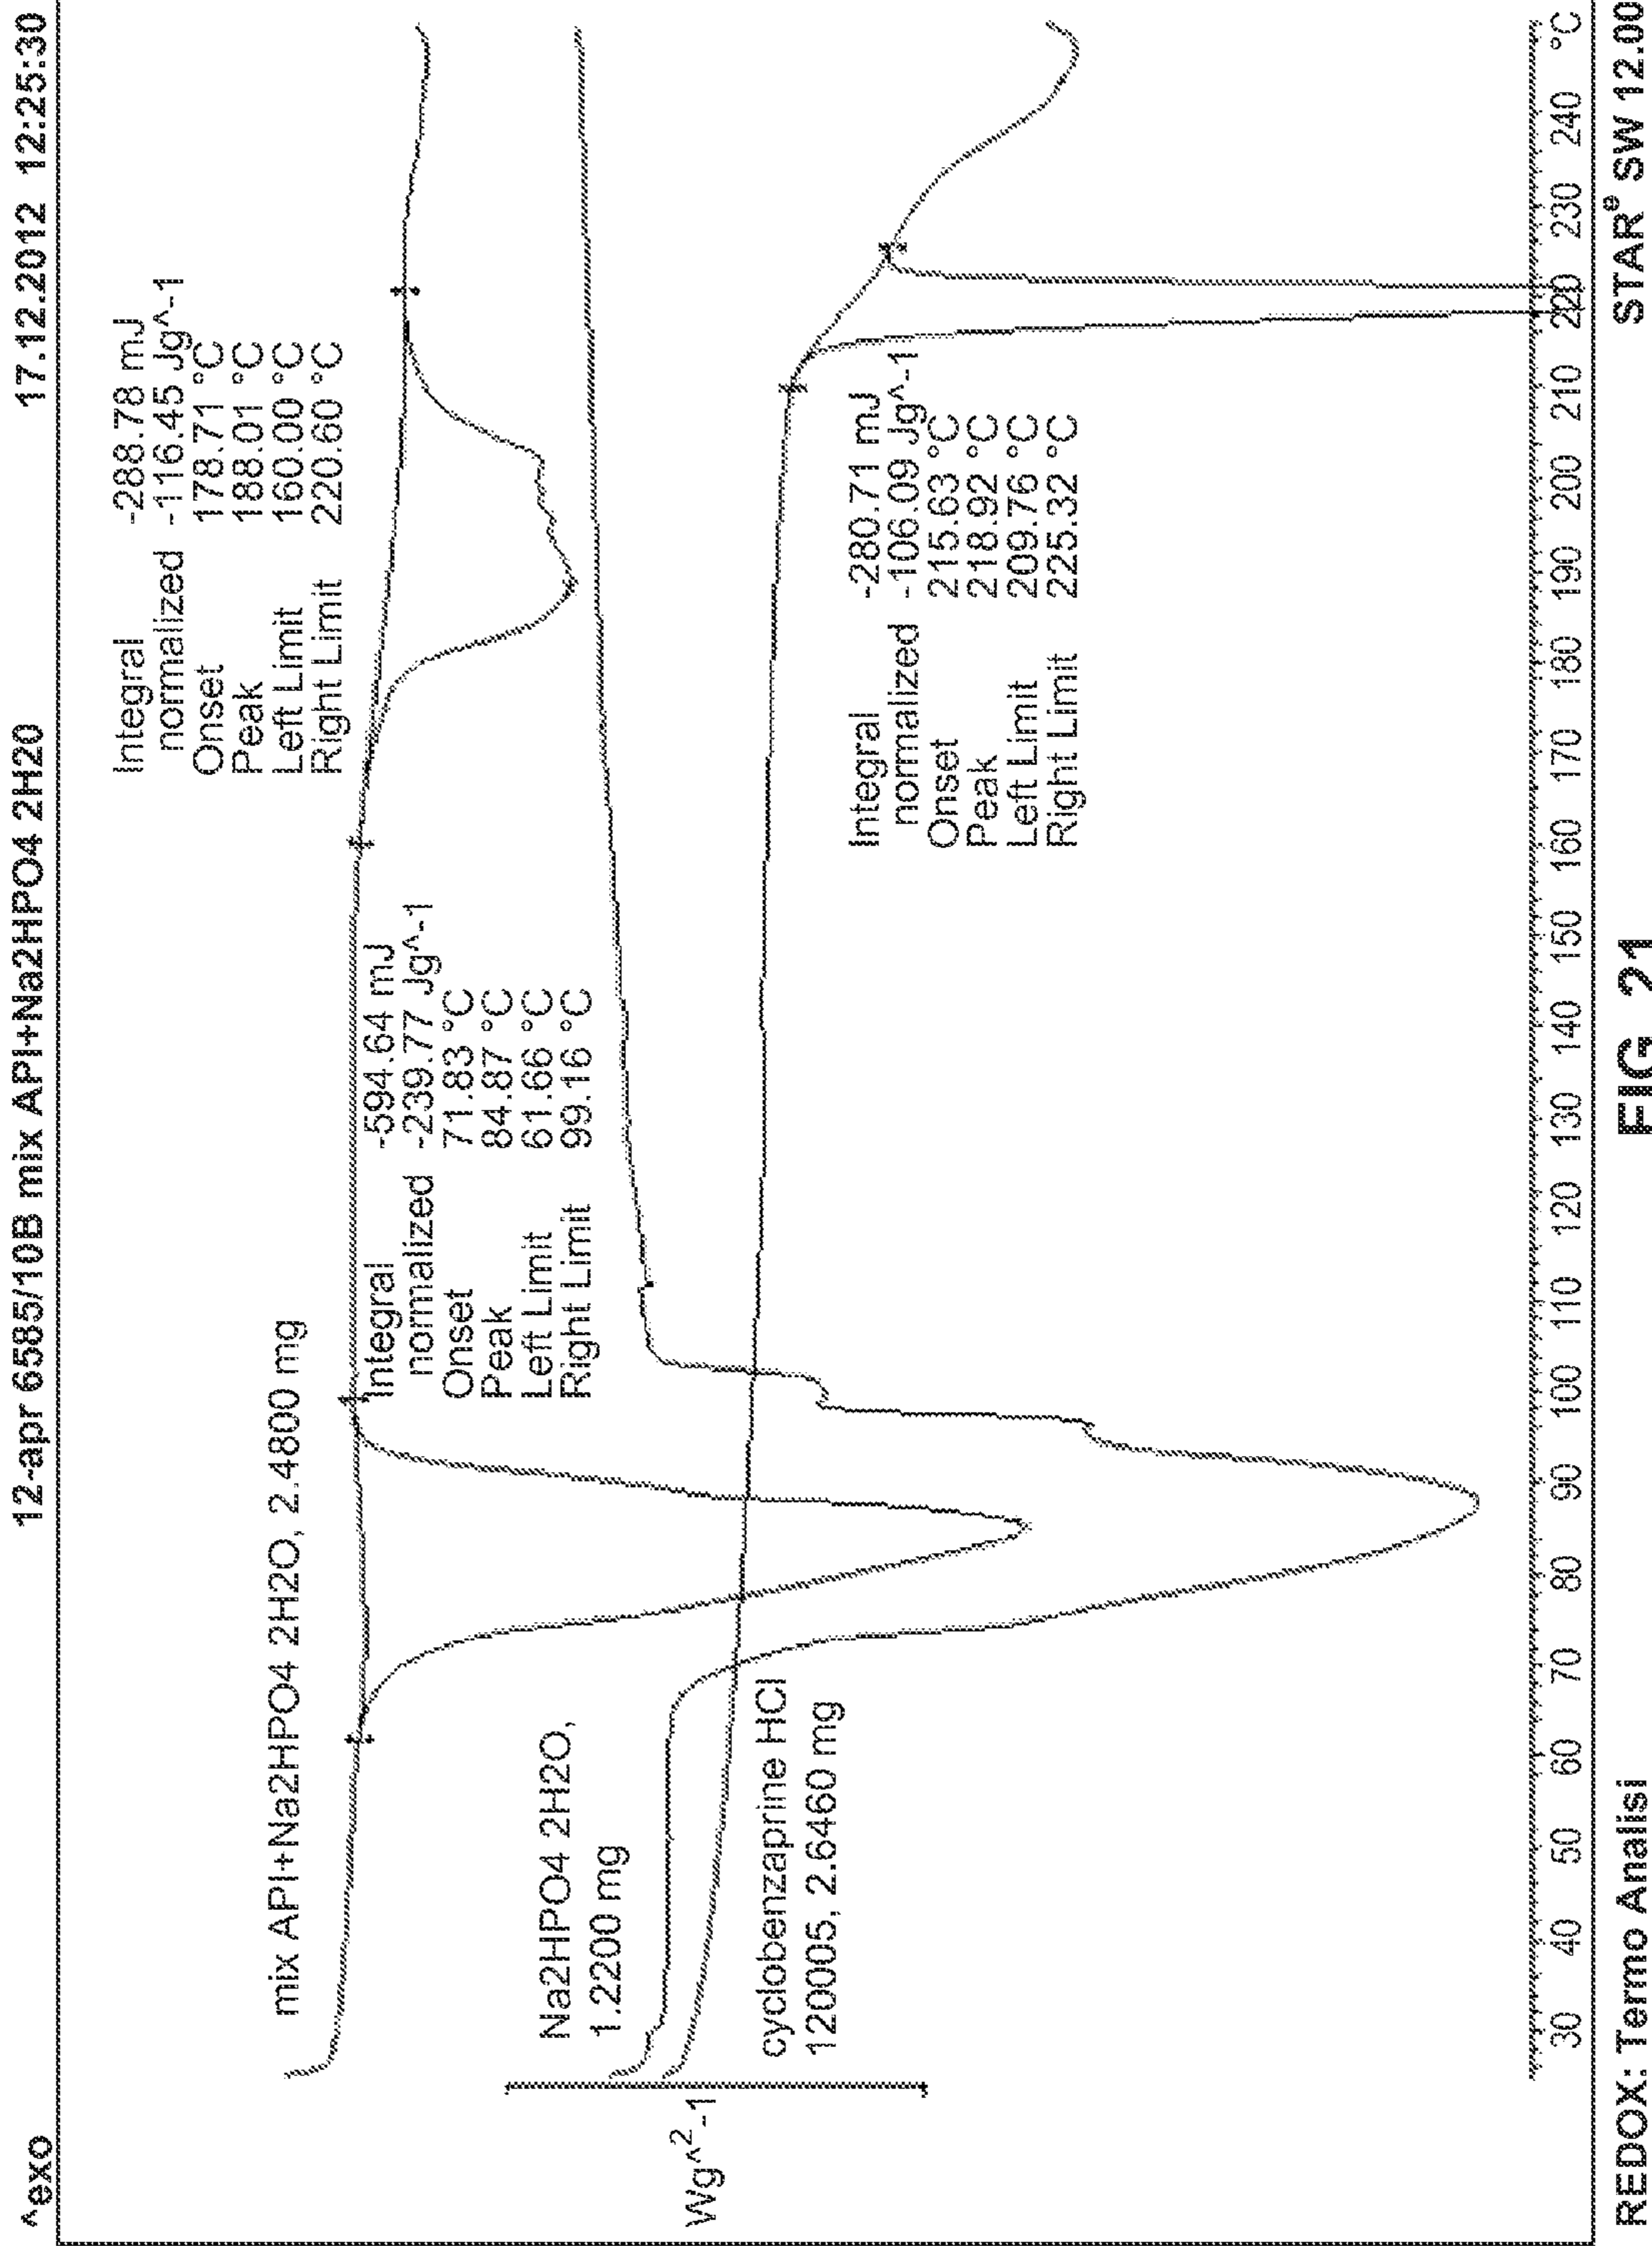 ^exo
12-apr 6585/10B mix API+Na2HPO4 2H20
17.12.2012 12:25:30
Integral -288.78 mJ
normalized -116.45 Jg^-1
Onset 178.71 °C
Peak 188.01 °C
Left Limit 160.00 °C
Right Limit 220.60 °C
mix API+Na2HPO4 2H2O, 2.4800 mg
Integral -594.64 mJ
normalized -239.77 Jg^-1
Onset 71.83 °C
Peak 84.87 °C
Left Limit 61.66 °C
Right Limit 99.16 °C
Na2HPO4 2H2O,
1.2200 mg
Wg^2-1
cyclobenzaprine HCl
120005, 2.6460 mg
Integral -280.71 mJ
normalized -106.09 Jg^-1
Onset 215.63 °C
Peak 218.92 °C
Left Limit 209.76 °C
Right Limit 225.32 °C
30 40 50 60 70 80 90 100 110 120 130 140 150 160 170 180 190 200 210 220 230 240 °C
REDOX: Termo Analisi
FIG 21
STARe SW 12.00